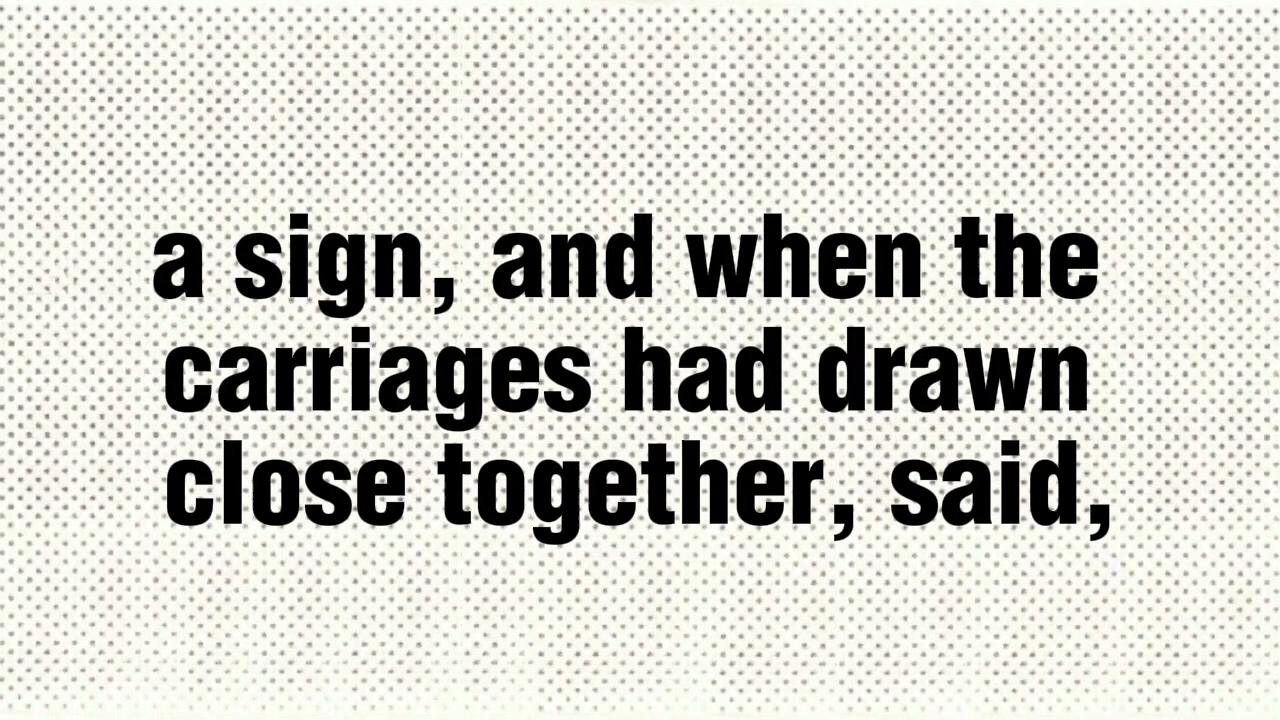 a sign, and when the
carriages had drawn
close together, said,